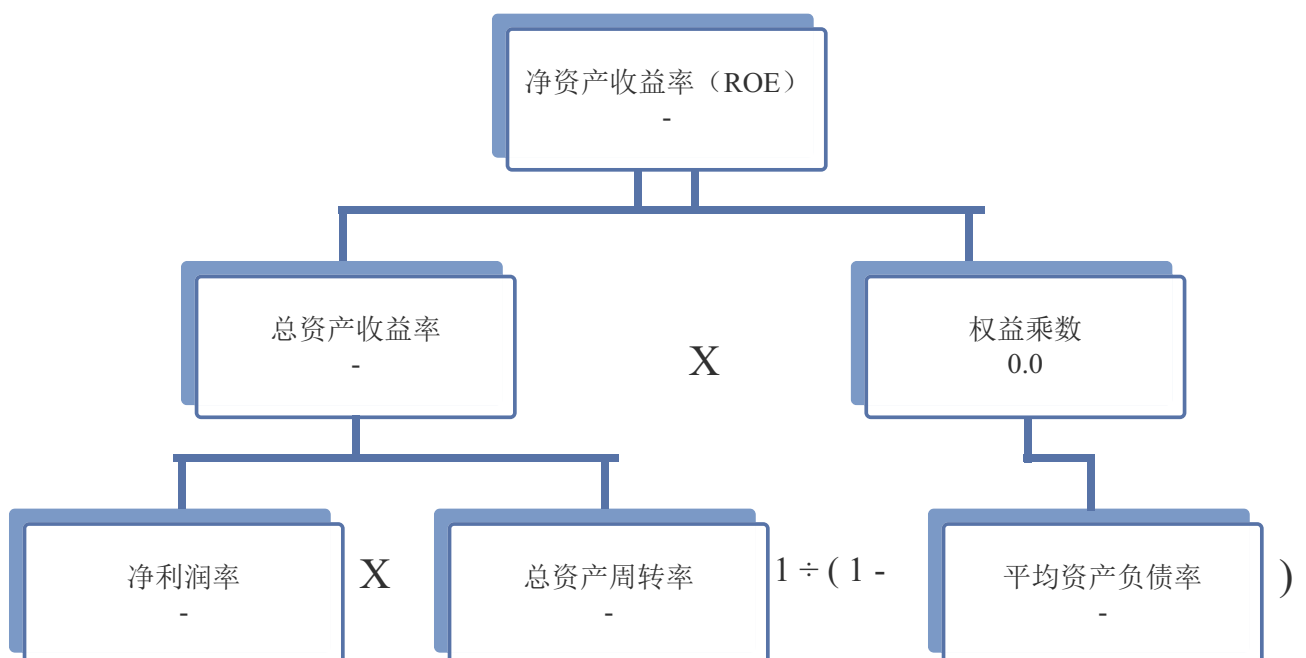 净资产收益率（ROE）
-
总资产收益率
-
X
权益乘数
0.0
净利润率
-
X
总资产周转率
-
1 ÷ ( 1 -
平均资产负债率
-
)